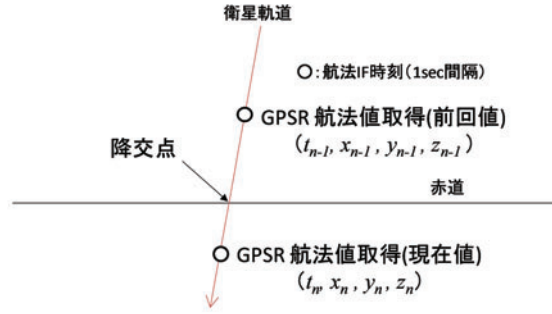 衛星軌道
○:航法IF時刻(1sec間隔)
GPSR 航法値取得(前回値)
(tn-1, xn-1 , yn-1 , zn-1 )
降交点
赤道
GPSR 航法値取得(現在値)
(tn, xn , yn , zn )